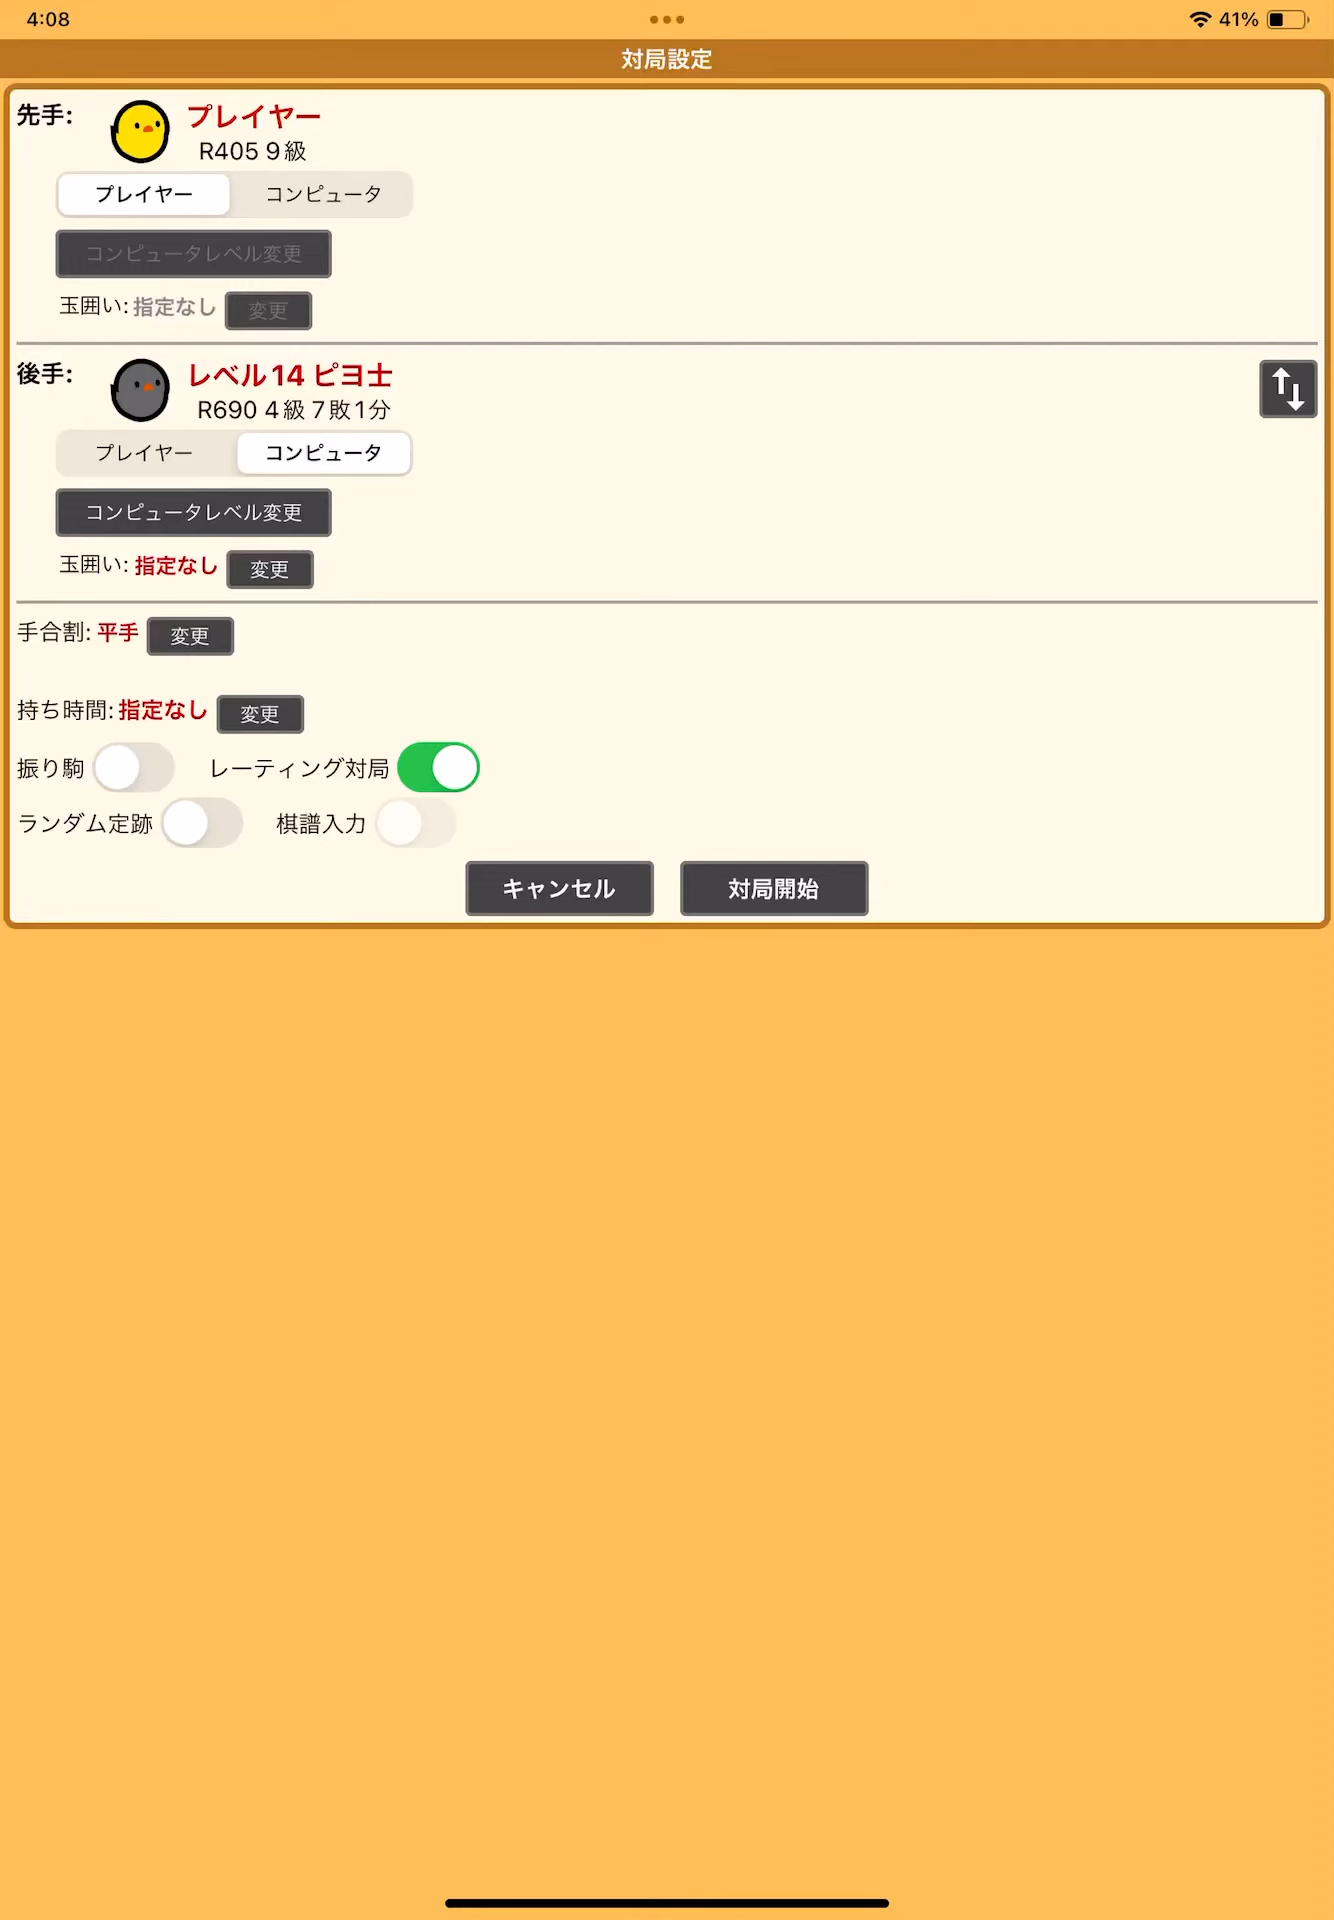 4:08
41%
対局設定
先手:
プレイヤー
R405 9級
プレイヤー コンピュータ
コンピュータレベル変更
玉囲い: 指定なし 変更
後手:
レベル14 ピヨ士
R690 4級 7敗1分
プレイヤー コンピュータ
コンピュータレベル変更
玉囲い: 指定なし 変更
手合割: 平手 変更
持ち時間: 指定なし 変更
振り駒 レーティング対局
ランダム定跡 棋譜入力
キャンセル 対局開始